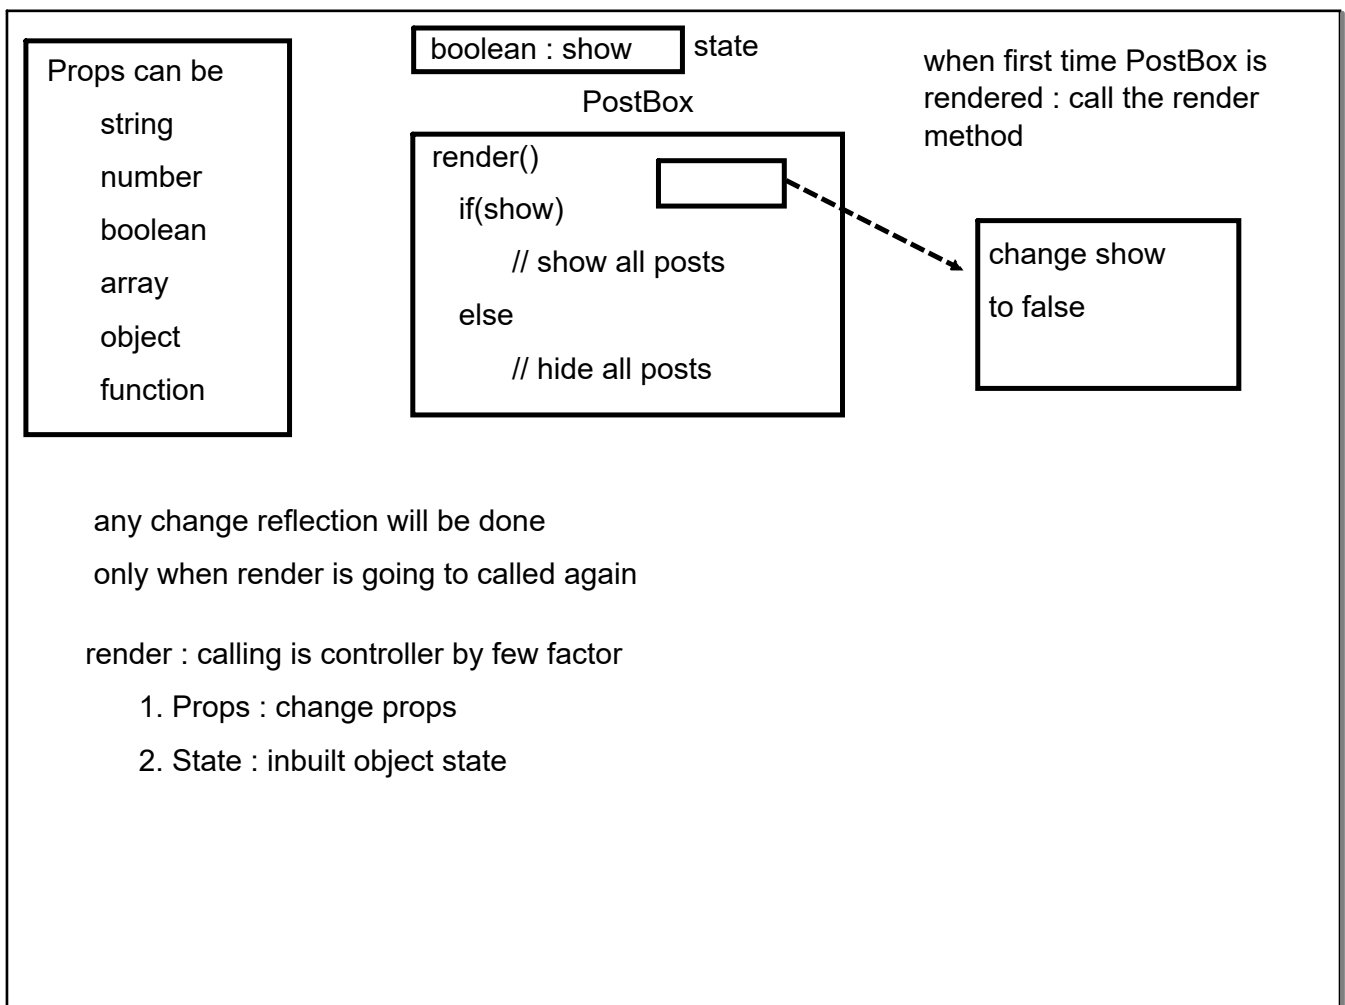 Props can be
string
number
boolean
array
object
function
boolean : show
state
PostBox
render()
if(show)
// show all posts
else
// hide all posts
when first time PostBox is
rendered : call the render
method
change show
to false
any change reflection will be done
only when render is going to called again
render : calling is controller by few factor
1. Props : change props
2. State : inbuilt object state